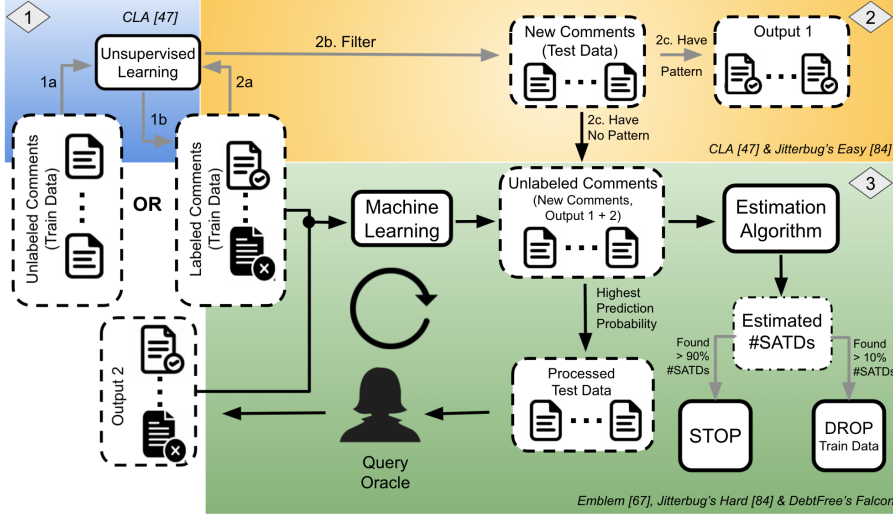 1
CLA [47]
Unsupervised
Learning
1a
1b
2a
2b. Filter
New Comments
(Test Data)
2c. Have
Pattern
Output 1
2
2c. Have
No Pattern
CLA [47] & Jitterbug's Easy [84]
Unlabeled Comments
(Train Data)
OR
Labeled Comments
(Train Data)
Machine
Learning
Unlabeled Comments
(New Comments,
Output 1 + 2)
Estimation
Algorithm
3
Highest
Prediction
Probability
Estimated
#SATDs
Found
> 90%
#SATDs
Found
> 10%
#SATDs
Output 2
Query
Oracle
Processed
Test Data
STOP
DROP
Train Data
Emblem [67], Jitterbug's Hard [84] & DebtFree's Falcon